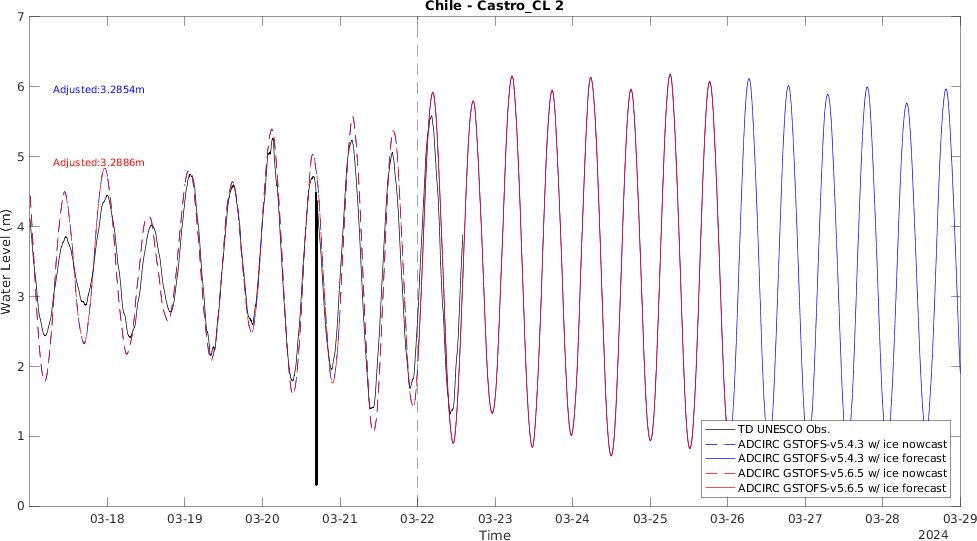 Chile - Castro_CL 2
7
6
5
4
3
2
1
0
Water Level (m)
Adjusted:3.2854m
Adjusted:3.2886m
TD UNESCO Obs.
ADCIRC GSTOFS-v5.4.3 w/ ice nowcast
ADCIRC GSTOFS-v5.4.3 w/ ice forecast
ADCIRC GSTOFS-v5.6.5 w/ ice nowcast
ADCIRC GSTOFS-v5.6.5 w/ ice forecast
03-18 03-19 03-20 03-21 03-22 03-23 03-24 03-25 03-26 03-27 03-28 03-29
Time
2024